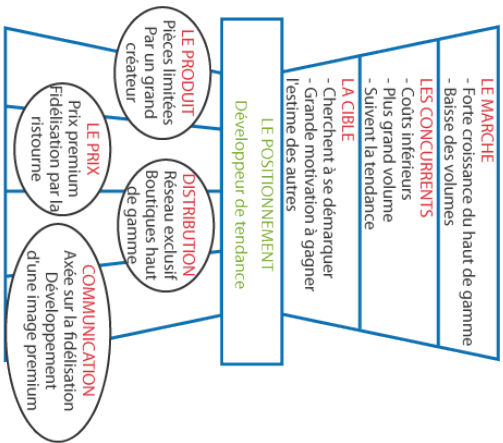 LE MARCHE
- Forte croissance du haut de gamme
- Baisse des volumes
LES CONCURRENTS
- Coûts inférieurs
- Plus grand volume
- Suivent la tendance
LA CIBLE
- Cherchent à se démarquer
- Grande motivation à gagner
l'estime des autres
LE POSITIONNEMENT
Développeur de tendance
LE PRODUIT
Pièces limitées
Par un grand
créateur
DISTRIBUTION
Réseau exclusif
Boutiques haut
de gamme
LE PRIX
Prix premium
Fidélisation par la
ristourne
COMMUNICATION
Axée sur la fidélisation
Développement
d'une image premium